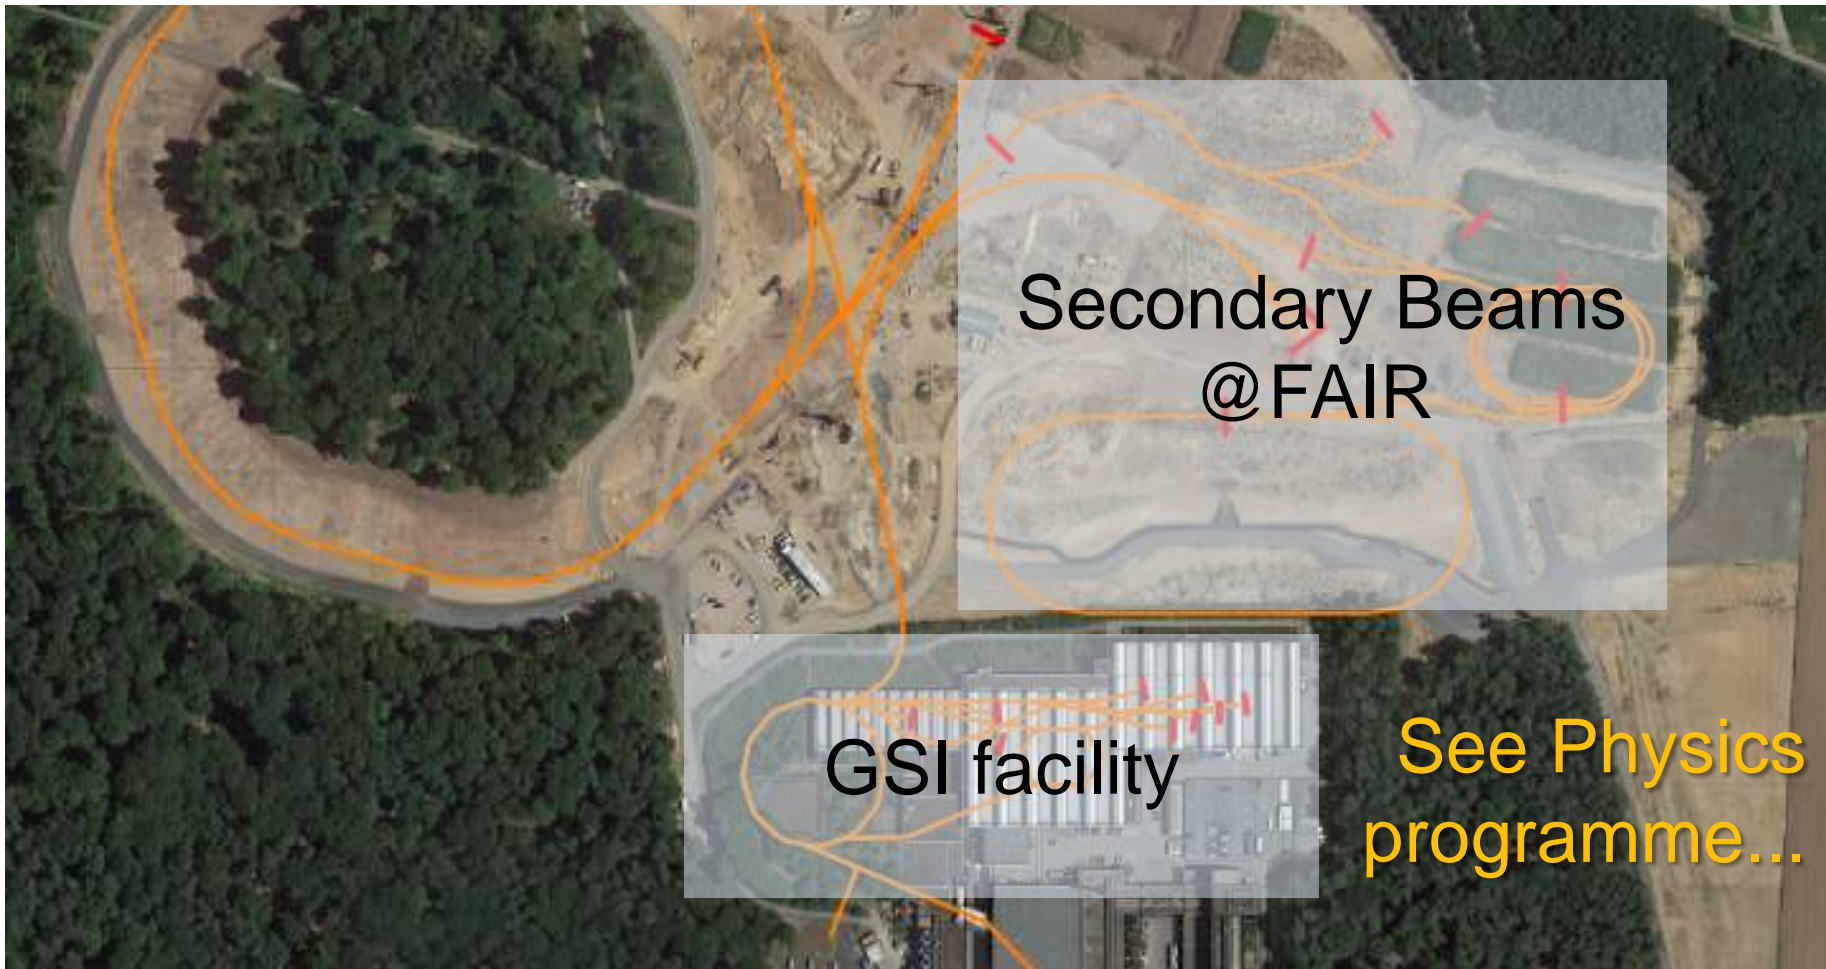 Secondary Beams
@FAIR
GSI facility
See Physics
programme...